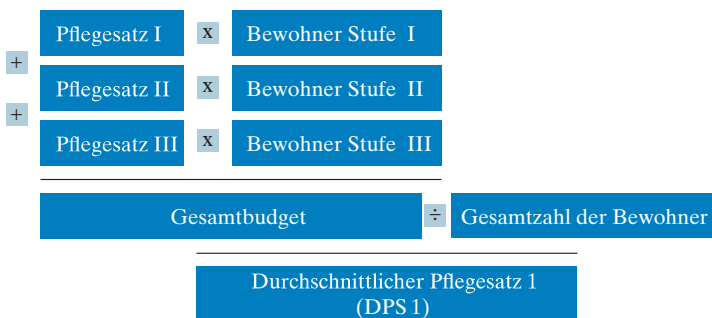 Pflegesatz I x Bewohner Stufe I
+
Pflegesatz II x Bewohner Stufe II
+
Pflegesatz III x Bewohner Stufe III
Gesamtbudget ÷ Gesamtzahl der Bewohner
Durchschnittlicher Pflegesatz 1
(DPS 1)